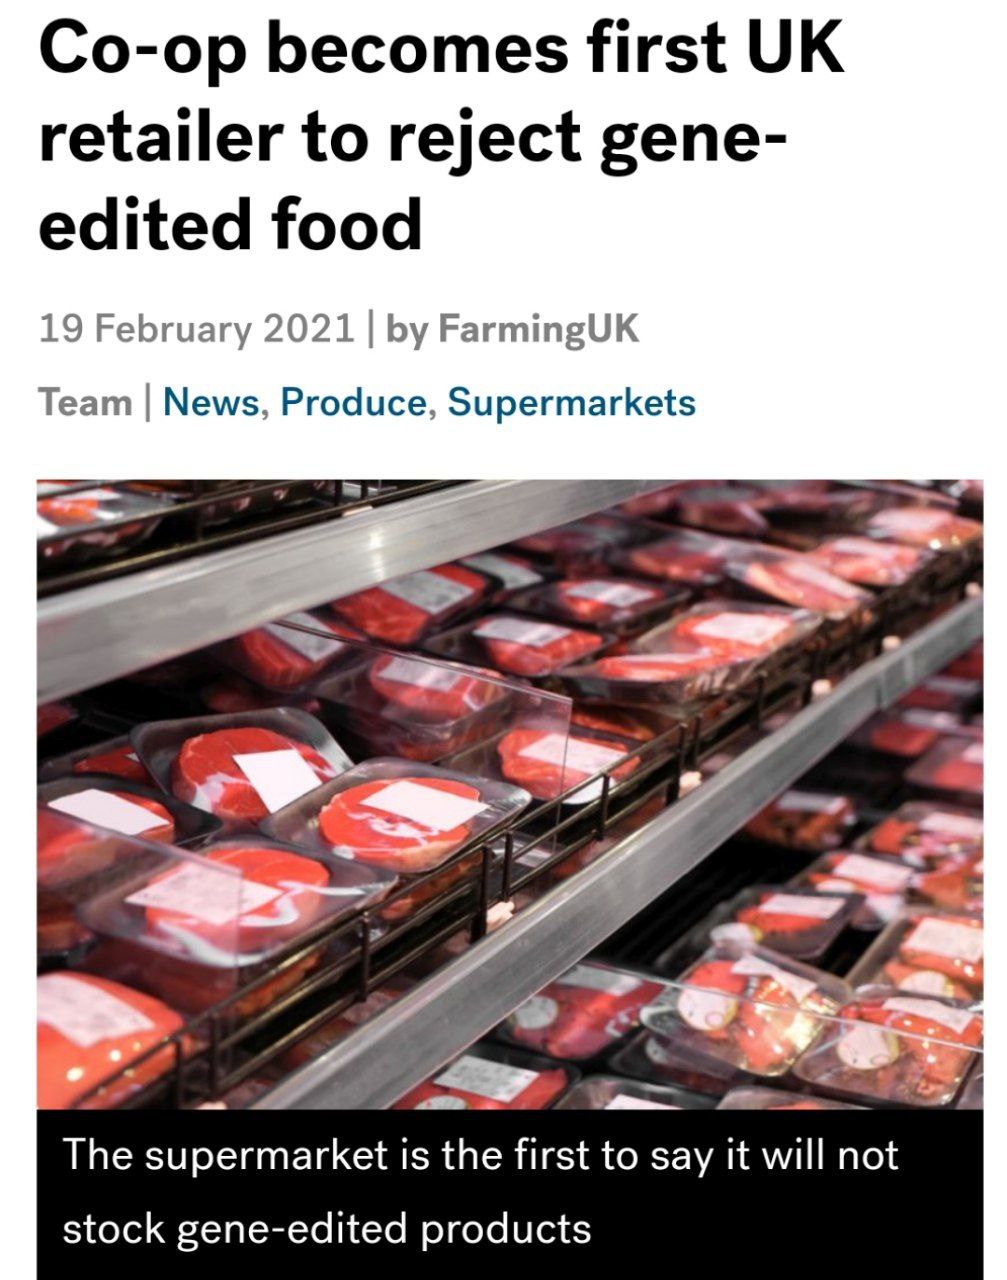 Co-op becomes first UK
retailer to reject gene-
edited food
19 February 2021 | by FarmingUK
Team | News, Produce, Supermarkets
The supermarket is the first to say it will not
stock gene-edited products